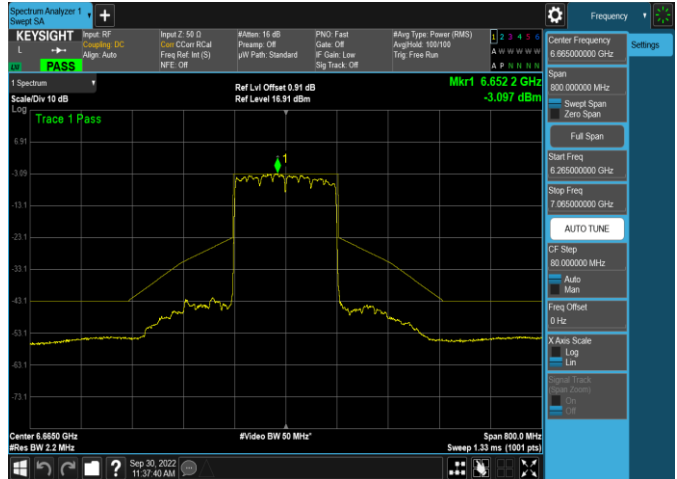 Spectrum Analyzer 1
Swept SA
+
Frequency
KEYSIGHT
L
AW
PASS
Input: RF
Coupling: DC
Align: Auto
Input Z: 50 Ω
Corr CCorr RCal
Freq Ref: Int (S)
NFE: Off
#Atten: 16 dB
Preamp: Off
µW Path: Standard
PNO: Fast
Gate: Off
IF Gain: Low
Sig Track: Off
#Avg Type: Power (RMS)
Avg|Hold: 100/100
Trig: Free Run
1 2 3 4 5 6
A W W W W W
A P N N N N
1 Spectrum
Scale/Div 10 dB
Log
Ref Lvl Offset 0.91 dB
Ref Level 16.91 dBm
Mkr1 6.652 2 GHz
-3.097 dBm
Trace 1 Pass
1
6.91
-3.09
-13.1
-23.1
-33.1
-43.1
-53.1
-63.1
-73.1
Center 6.6650 GHz
#Res BW 2.2 MHz
#Video BW 50 MHz*
Span 800.0 MHz
Sweep 1.33 ms (1001 pts)
Center Frequency
6.665000000 GHz
Settings
Span
800.000000 MHz
Swept Span
Zero Span
Full Span
Start Freq
6.265000000 GHz
Stop Freq
7.065000000 GHz
AUTO TUNE
CF Step
80.000000 MHz
Auto
Man
Freq Offset
0 Hz
X Axis Scale
Log
Lin
Signal Track
(Span Zoom)
On
Off
?
Sep 30, 2022
11:37:40 AM